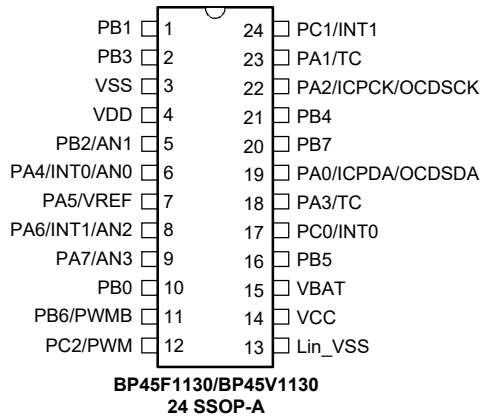 PB1 1 24 PC1/INT1
PB3 2 23 PA1/TC
VSS 3 22 PA2/ICPCK/OCDSCK
VDD 4 21 PB4
PB2/AN1 5 20 PB7
PA4/INT0/AN0 6 19 PA0/ICPDA/OCDSDA
PA5/VREF 7 18 PA3/TC
PA6/INT1/AN2 8 17 PC0/INT0
PA7/AN3 9 16 PB5
PB0 10 15 VBAT
PB6/PWMB 11 14 VCC
PC2/PWM 12 13 Lin_VSS
BP45F1130/BP45V1130
24 SSOP-A